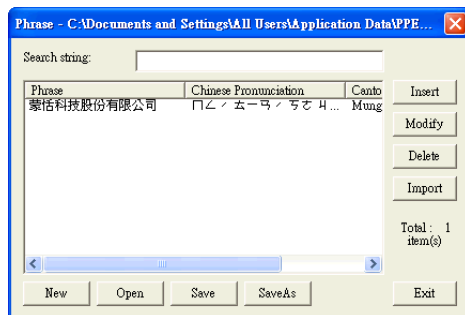 Phrase - C:\Documents and Settings\All Users\Application Data\PPE...
Search string:
Phrase Chinese Pronunciation Canto
蒙恬科技股份有限公司 ㄇㄥˊ ㄊㄧㄢˊ ㄎㄜ ㄐ... Mung
Insert
Modify
Delete
Import
Total : 1
item(s)
New Open Save SaveAs Exit